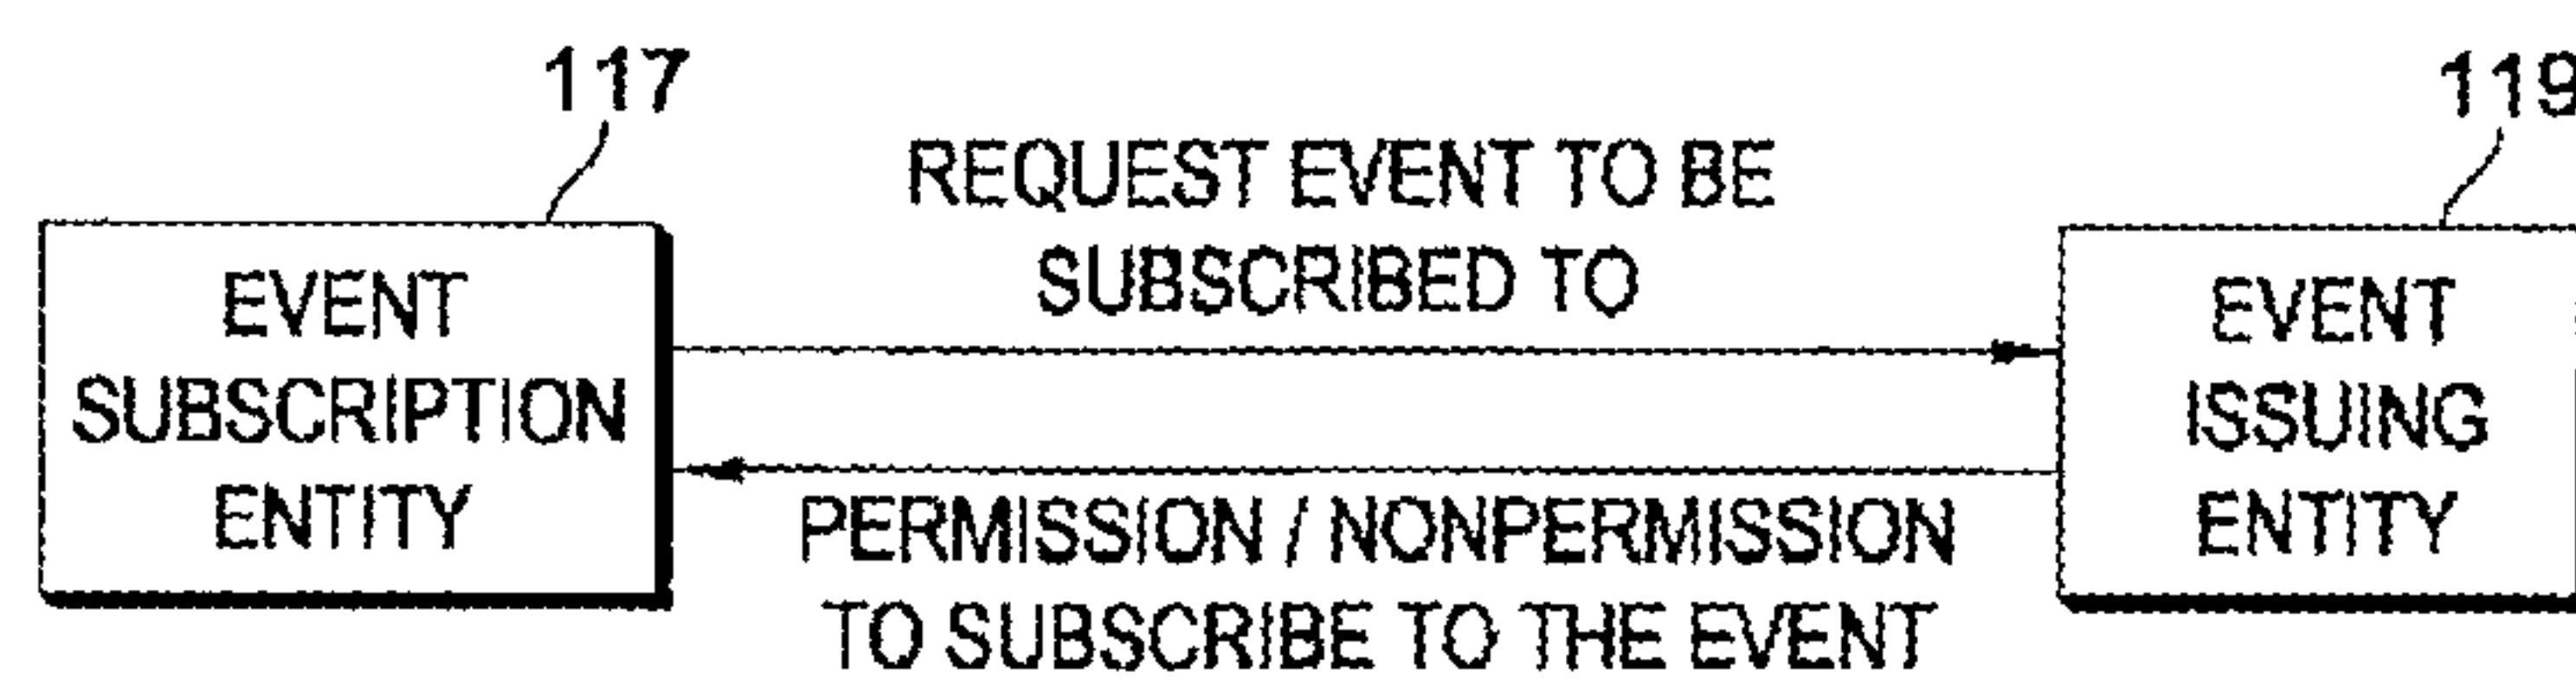 117
119
REQUEST EVENT TO BE
SUBSCRIBED TO
EVENT
SUBSCRIPTION
ENTITY
EVENT
ISSUING
ENTITY
PERMISSION / NONPERMISSION
TO SUBSCRIBE TO THE EVENT